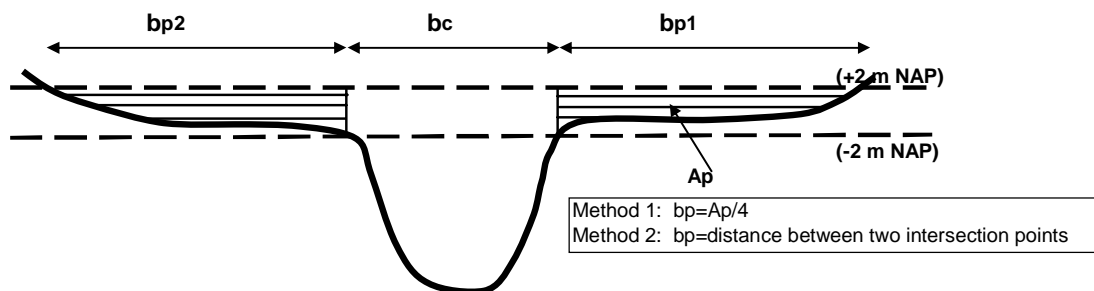 bp2 bc bp1
(+2 m NAP)
(-2 m NAP)
Ap
Method 1: bp=Ap/4
Method 2: bp=distance between two intersection points